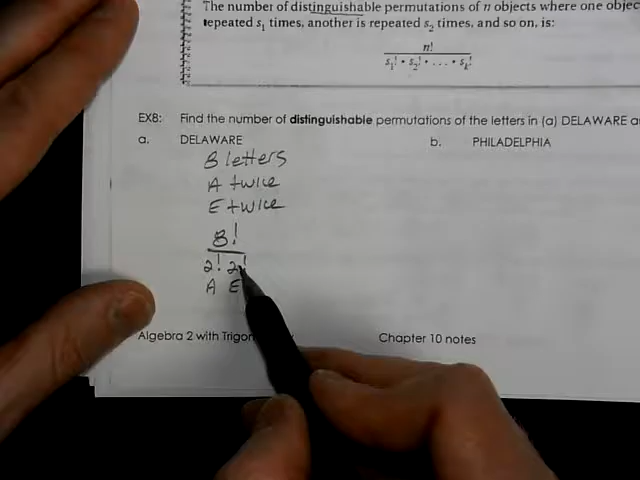 The number of distinguishable permutations of n objects where one objec
repeated s₁ times, another is repeated s₂ times, and so on, is:
n!
s₁! • s₂! • . . . • sₖ!
EX8: Find the number of distinguishable permutations of the letters in (a) DELAWARE a
a. DELAWARE b. PHILADELPHIA
8 letters
A twice
E twice
8!
2! 2!
A E
Algebra 2 with Trigon Chapter 10 notes